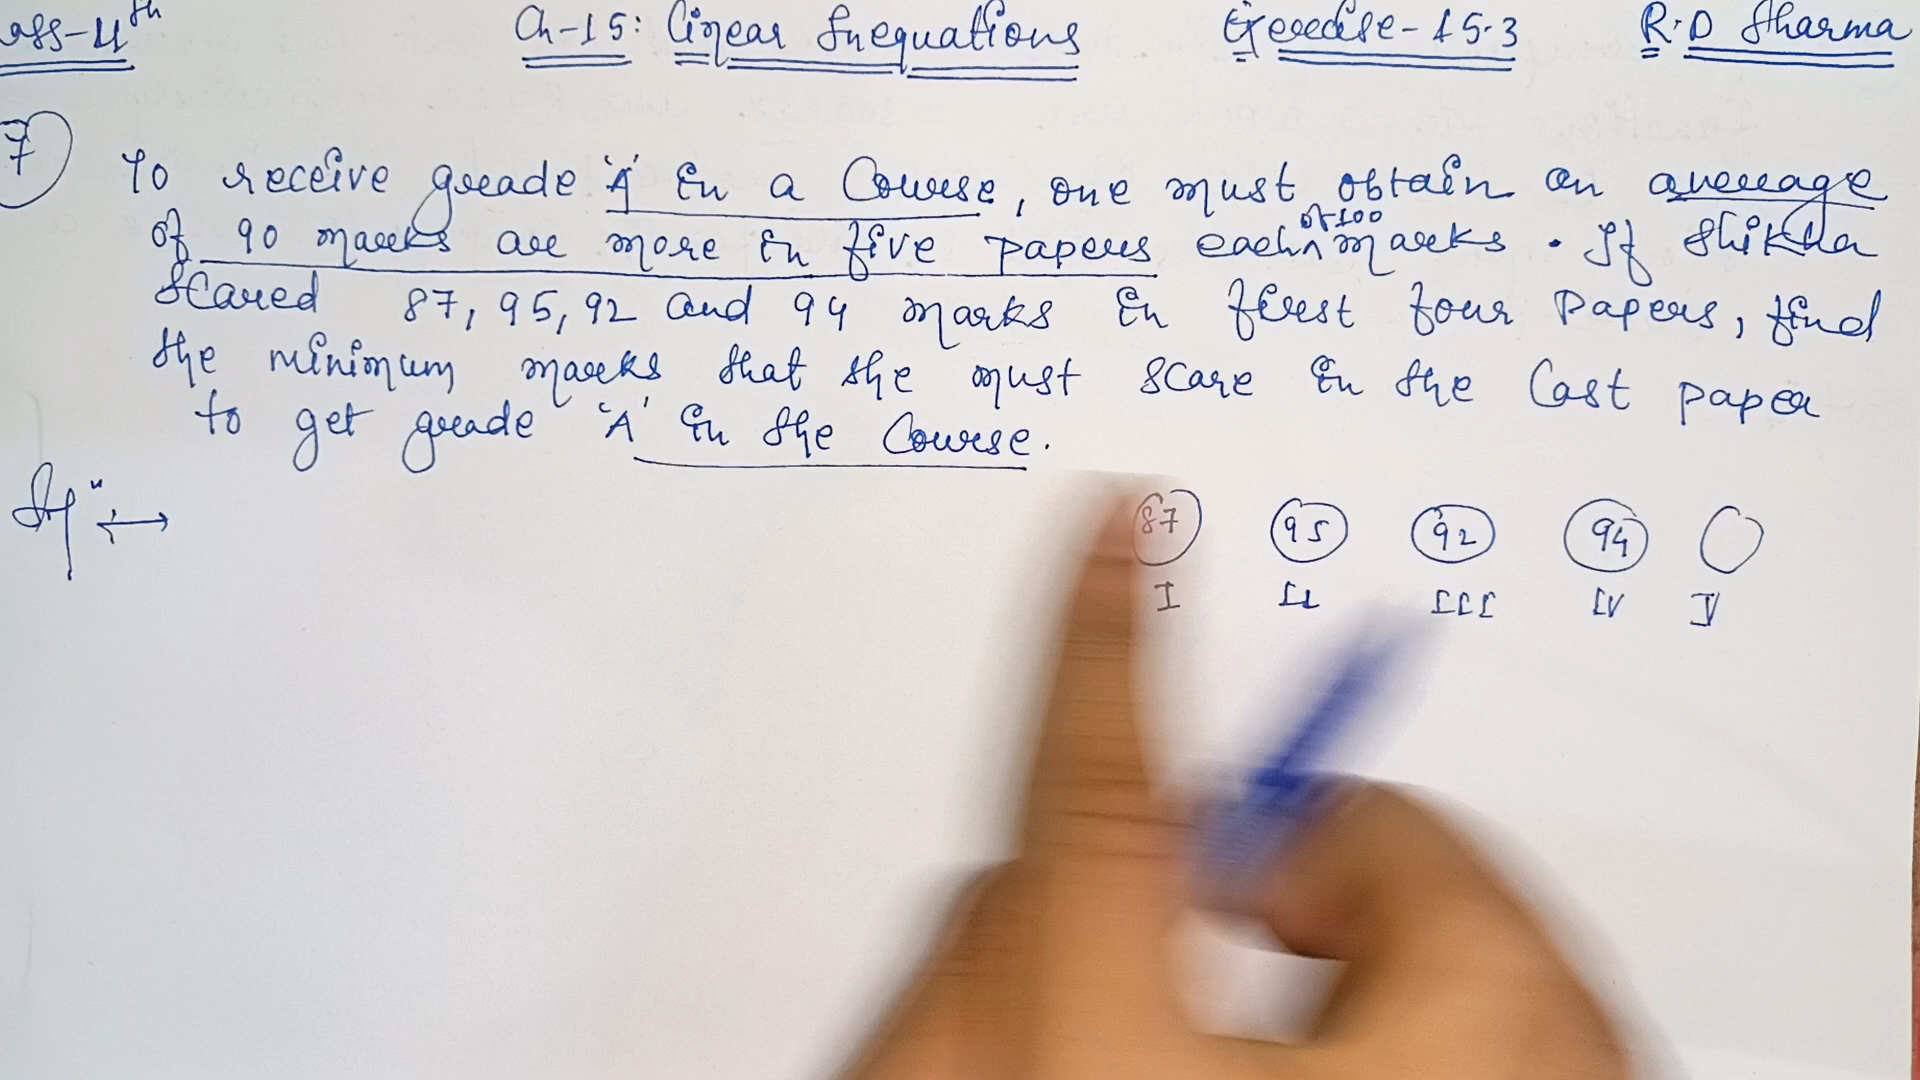 ass-11th Ch-15: Linear Inequations Exercise-15.3 R.D Sharma
7 To receive grade 'A' in a Course, one must obtain an average
of 90 marks are more in five papers each of 100 marks. If Shikha
Scored 87, 95, 92 and 94 marks in first four Papers, find
the minimum marks that she must score in the last paper
to get grade 'A' in the Course.
Sol"
87 95 92 94
I II III IV V